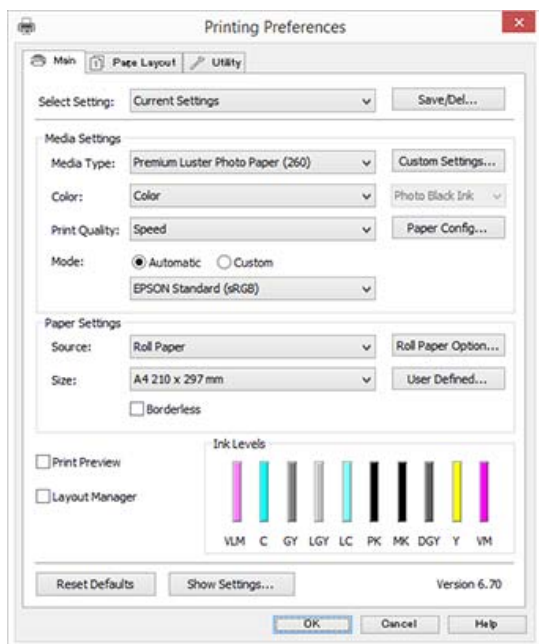 Printing Preferences
Main Page Layout Utility
Select Setting: Current Settings Save/Del...
Media Settings
Media Type: Premium Luster Photo Paper (260) Custom Settings...
Color: Color Photo Black Ink
Print Quality: Speed Paper Config...
Mode: Automatic Custom
EPSON Standard (sRGB)
Paper Settings
Source: Roll Paper Roll Paper Option...
Size: A4 210 x 297 mm User Defined...
Borderless
Ink Levels
Print Preview
Layout Manager
VLM C GY LGY LC PK MK DGY Y VM
Reset Defaults Show Settings... Version 6.70
OK Cancel Help